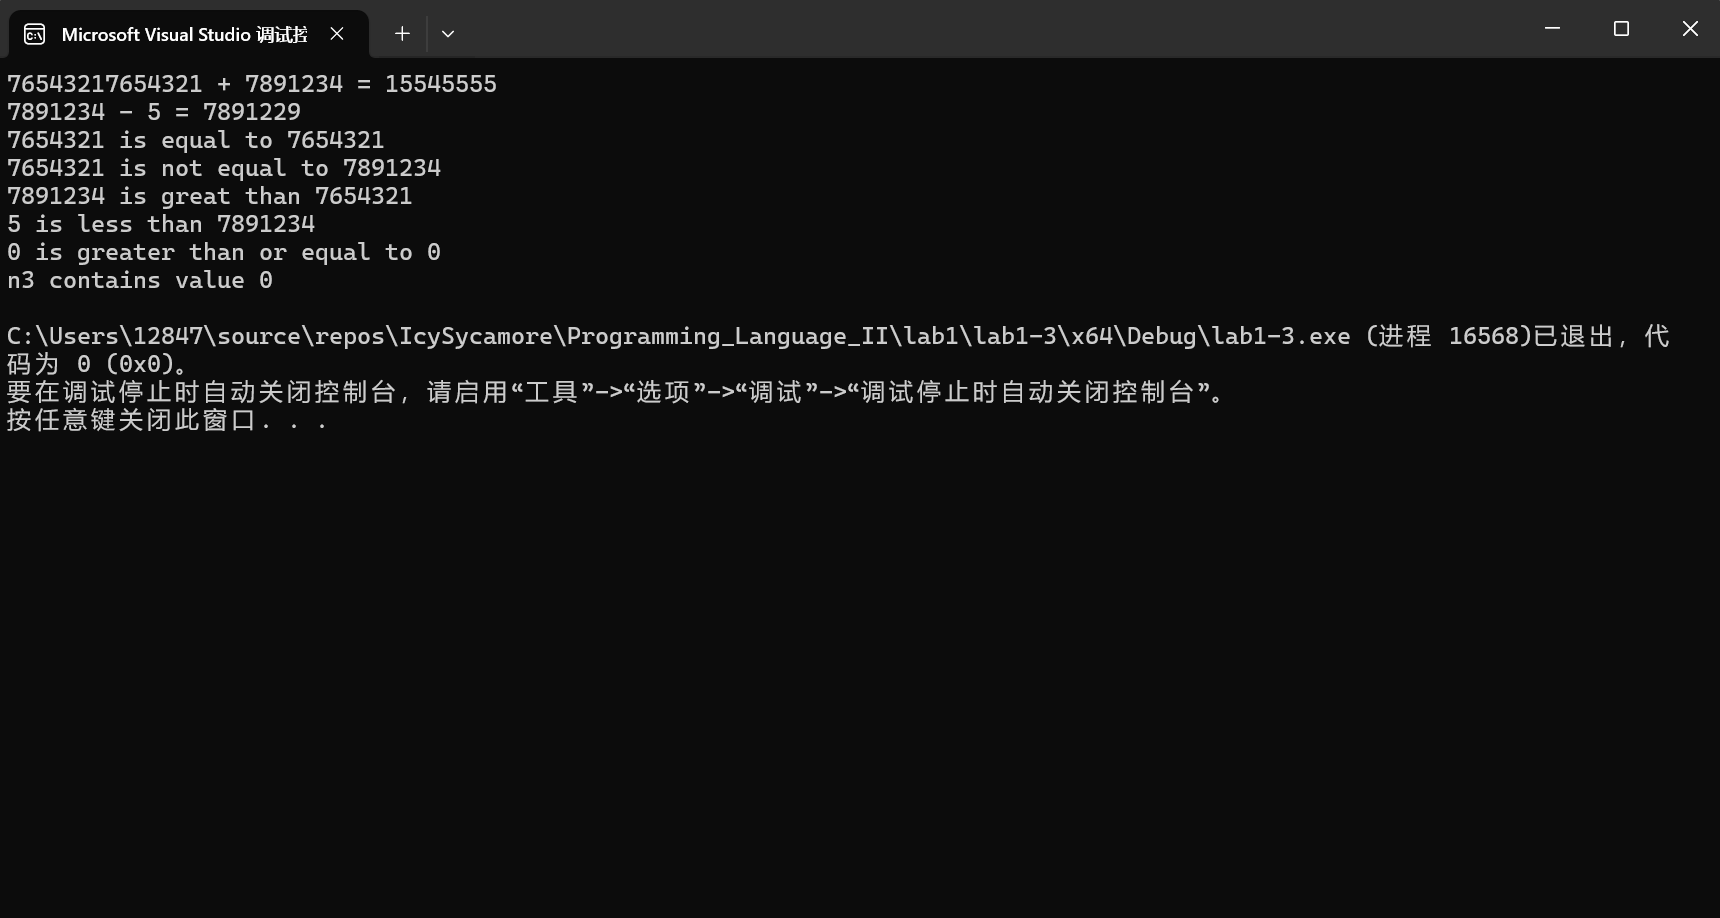 Microsoft Visual Studio 调试控
76543217654321 + 7891234 = 15545555
7891234 - 5 = 7891229
7654321 is equal to 7654321
7654321 is not equal to 7891234
7891234 is great than 7654321
5 is less than 7891234
0 is greater than or equal to 0
n3 contains value 0
C:\Users\12847\source\repos\IcySycamore\Programming_Language_II\lab1\lab1-3\x64\Debug\lab1-3.exe (进程 16568)已退出，代
码为 0 (0x0)。
要在调试停止时自动关闭控制台，请启用“工具”->“选项”->“调试”->“调试停止时自动关闭控制台”。
按任意键关闭此窗口. . .